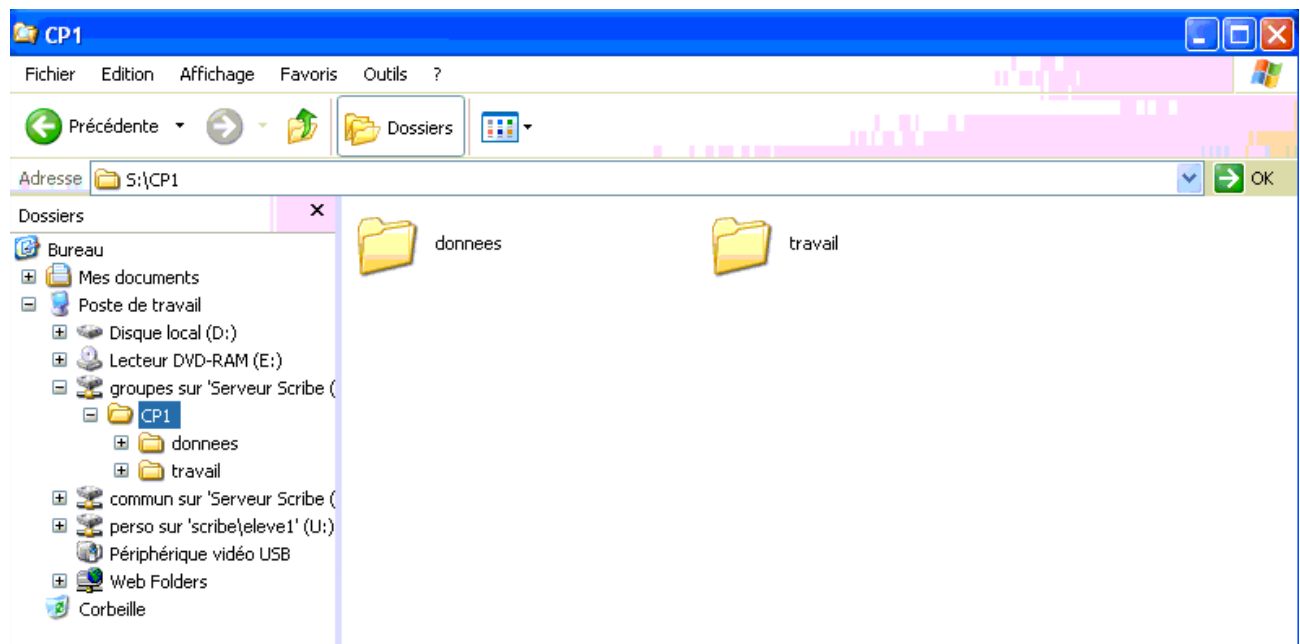 CP1
Fichier Edition Affichage Favoris Outils ?
Précédente Dossiers
Adresse S:\CP1 OK
Dossiers x
Bureau
Mes documents
Poste de travail
Disque local (D:)
Lecteur DVD-RAM (E:)
groupes sur 'Serveur Scribe (
CP1
donnees
travail
commun sur 'Serveur Scribe (
perso sur 'scribe\eleve1' (U:)
Périphérique vidéo USB
Web Folders
Corbeille
donnees travail